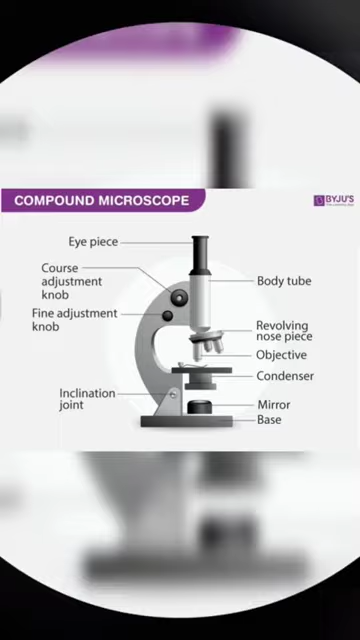 COMPOUND MICROSCOPE
BYJU'S
Eye piece
Course
adjustment
knob
Fine adjustment
knob
Inclination
joint
Body tube
Revolving
nose piece
Objective
Condenser
Mirror
Base